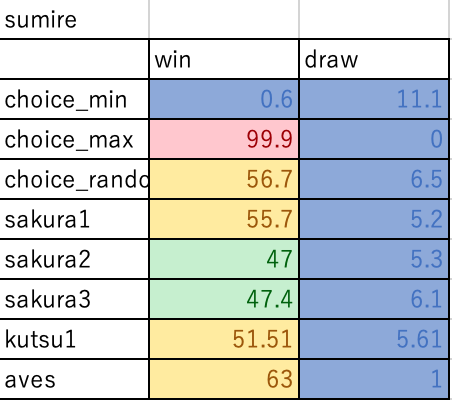 sumire
win draw
choice_min 0.6 11.1
choice_max 99.9 0
choice_rando 56.7 6.5
sakura1 55.7 5.2
sakura2 47 5.3
sakura3 47.4 6.1
kutsu1 51.51 5.61
aves 63 1